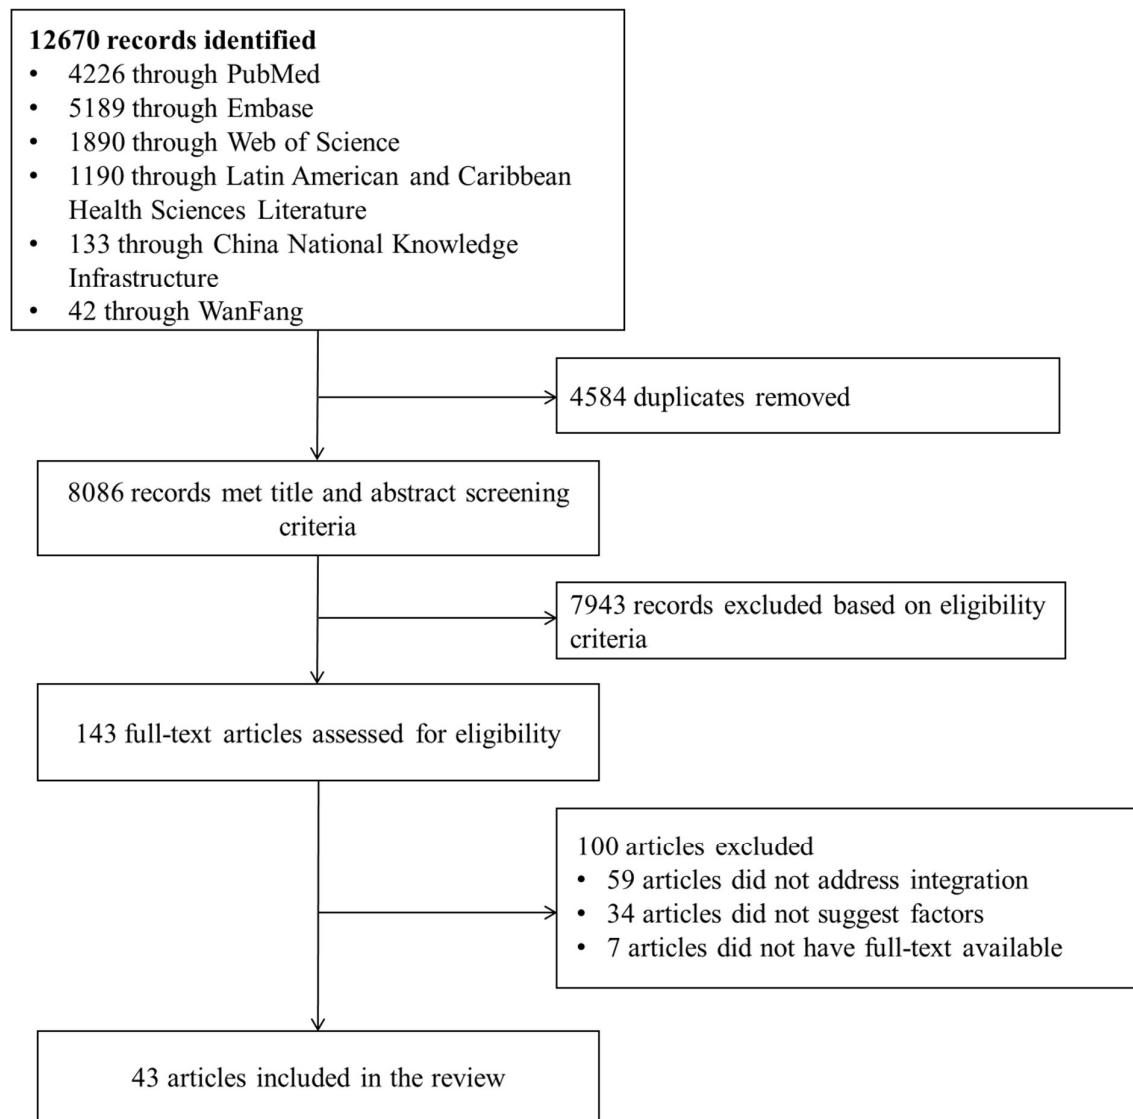 12670 records identified
• 4226 through PubMed
• 5189 through Embase
• 1890 through Web of Science
• 1190 through Latin American and Caribbean
Health Sciences Literature
• 133 through China National Knowledge
Infrastructure
• 42 through WanFang
4584 duplicates removed
8086 records met title and abstract screening
criteria
7943 records excluded based on eligibility
criteria
143 full-text articles assessed for eligibility
100 articles excluded
• 59 articles did not address integration
• 34 articles did not suggest factors
• 7 articles did not have full-text available
43 articles included in the review